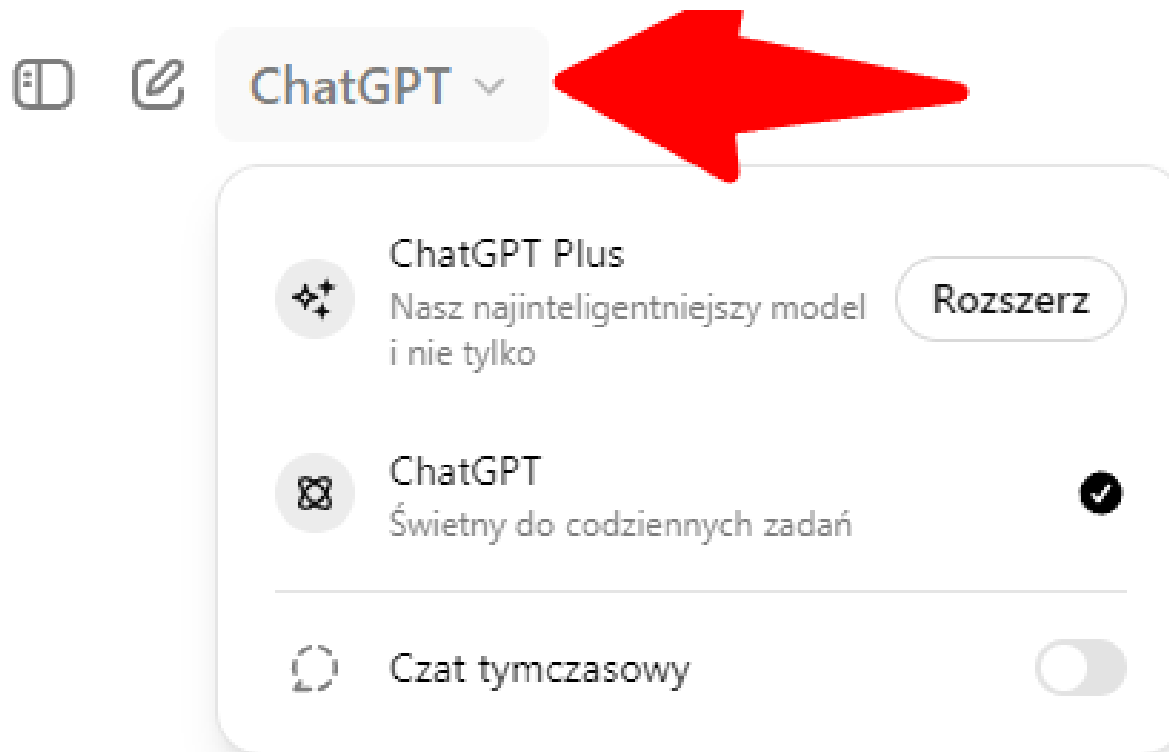 ChatGPT
ChatGPT Plus
Nasz najinteligentniejszy model
i nie tylko
Rozszerz
ChatGPT
Świetny do codziennych zadań
Czat tymczasowy